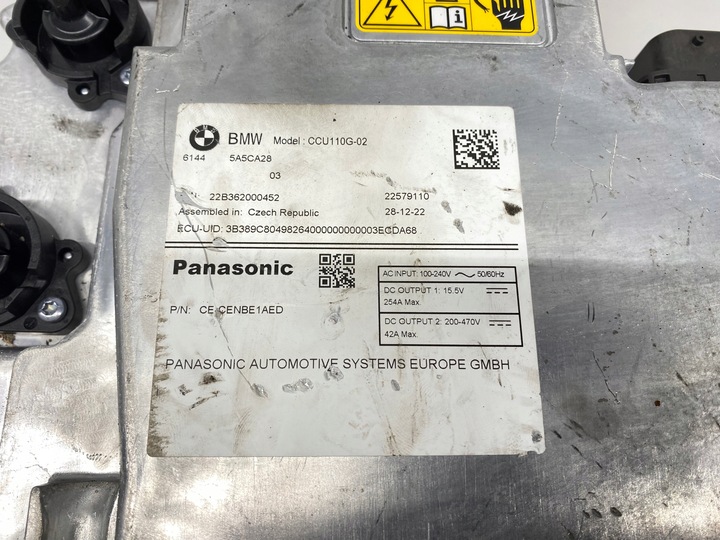 BMW Model : CCU110G-02
6144 5A5CA28
03
22B362000452 22579110
Assembled in: Czech Republic 28-12-22
ECU-UID: 3B389C8049826400000000000003ECDA68
Panasonic
AC INPUT: 100-240V 50/60Hz
DC OUTPUT 1: 15.5V
254A Max.
P/N: CE CENBE1AED
DC OUTPUT 2: 200-470V
42A Max.
PANASONIC AUTOMOTIVE SYSTEMS EUROPE GMBH